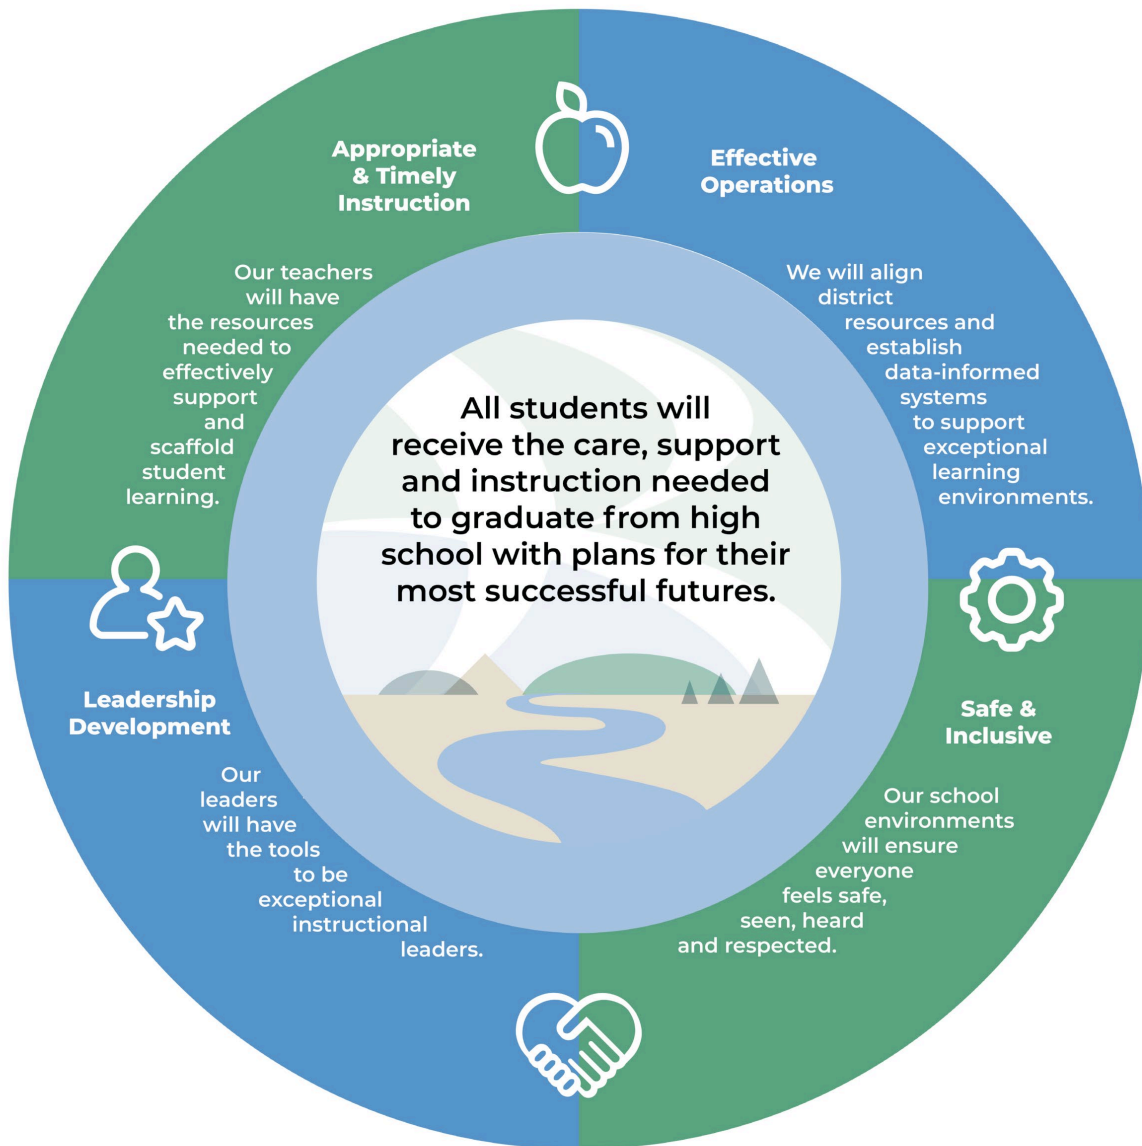 Appropriate
& Timely
Instruction
Our teachers
will have
the resources
needed to
effectively
support
and
scaffold
student
learning.
Effective
Operations
We will align
district
resources and
establish
data-informed
systems
to support
exceptional
learning
environments.
All students will
receive the care, support
and instruction needed
to graduate from high
school with plans for their
most successful futures.
Leadership
Development
Our
leaders
will have
the tools
to be
exceptional
instructional
leaders.
Safe &
Inclusive
Our school
environments
will ensure
everyone
feels safe,
seen, heard
and respected.